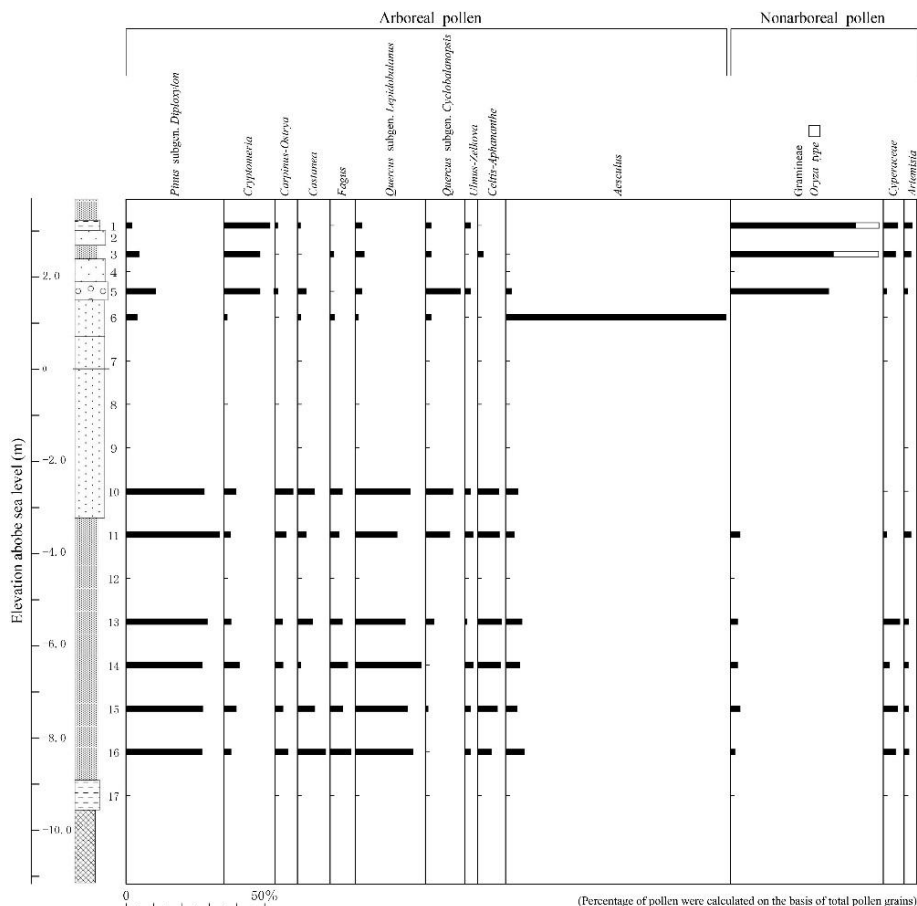 Arboreal pollen
Nonarboreal pollen
Pinus subgen. Diploxylon
Cryptomeria
Carpinus-Ostrya
Castanea
Fagus
Quercus subgen. Lepidobalanus
Quercus subgen. Cyclobalanopsis
Ulmus-Zelkova
Celtis-Aphananthe
Aesculus
Gramineae
Oryza type
Cyperaceae
Artemisia
Elevation abobe sea level (m)
1
2
3
4
2.0
5
6
7
0
8
9
-2.0
10
11
-4.0
12
13
-6.0
14
15
-8.0
16
17
-10.0
0 50%
(Percentage of pollen were calculated on the basis of total pollen grains)